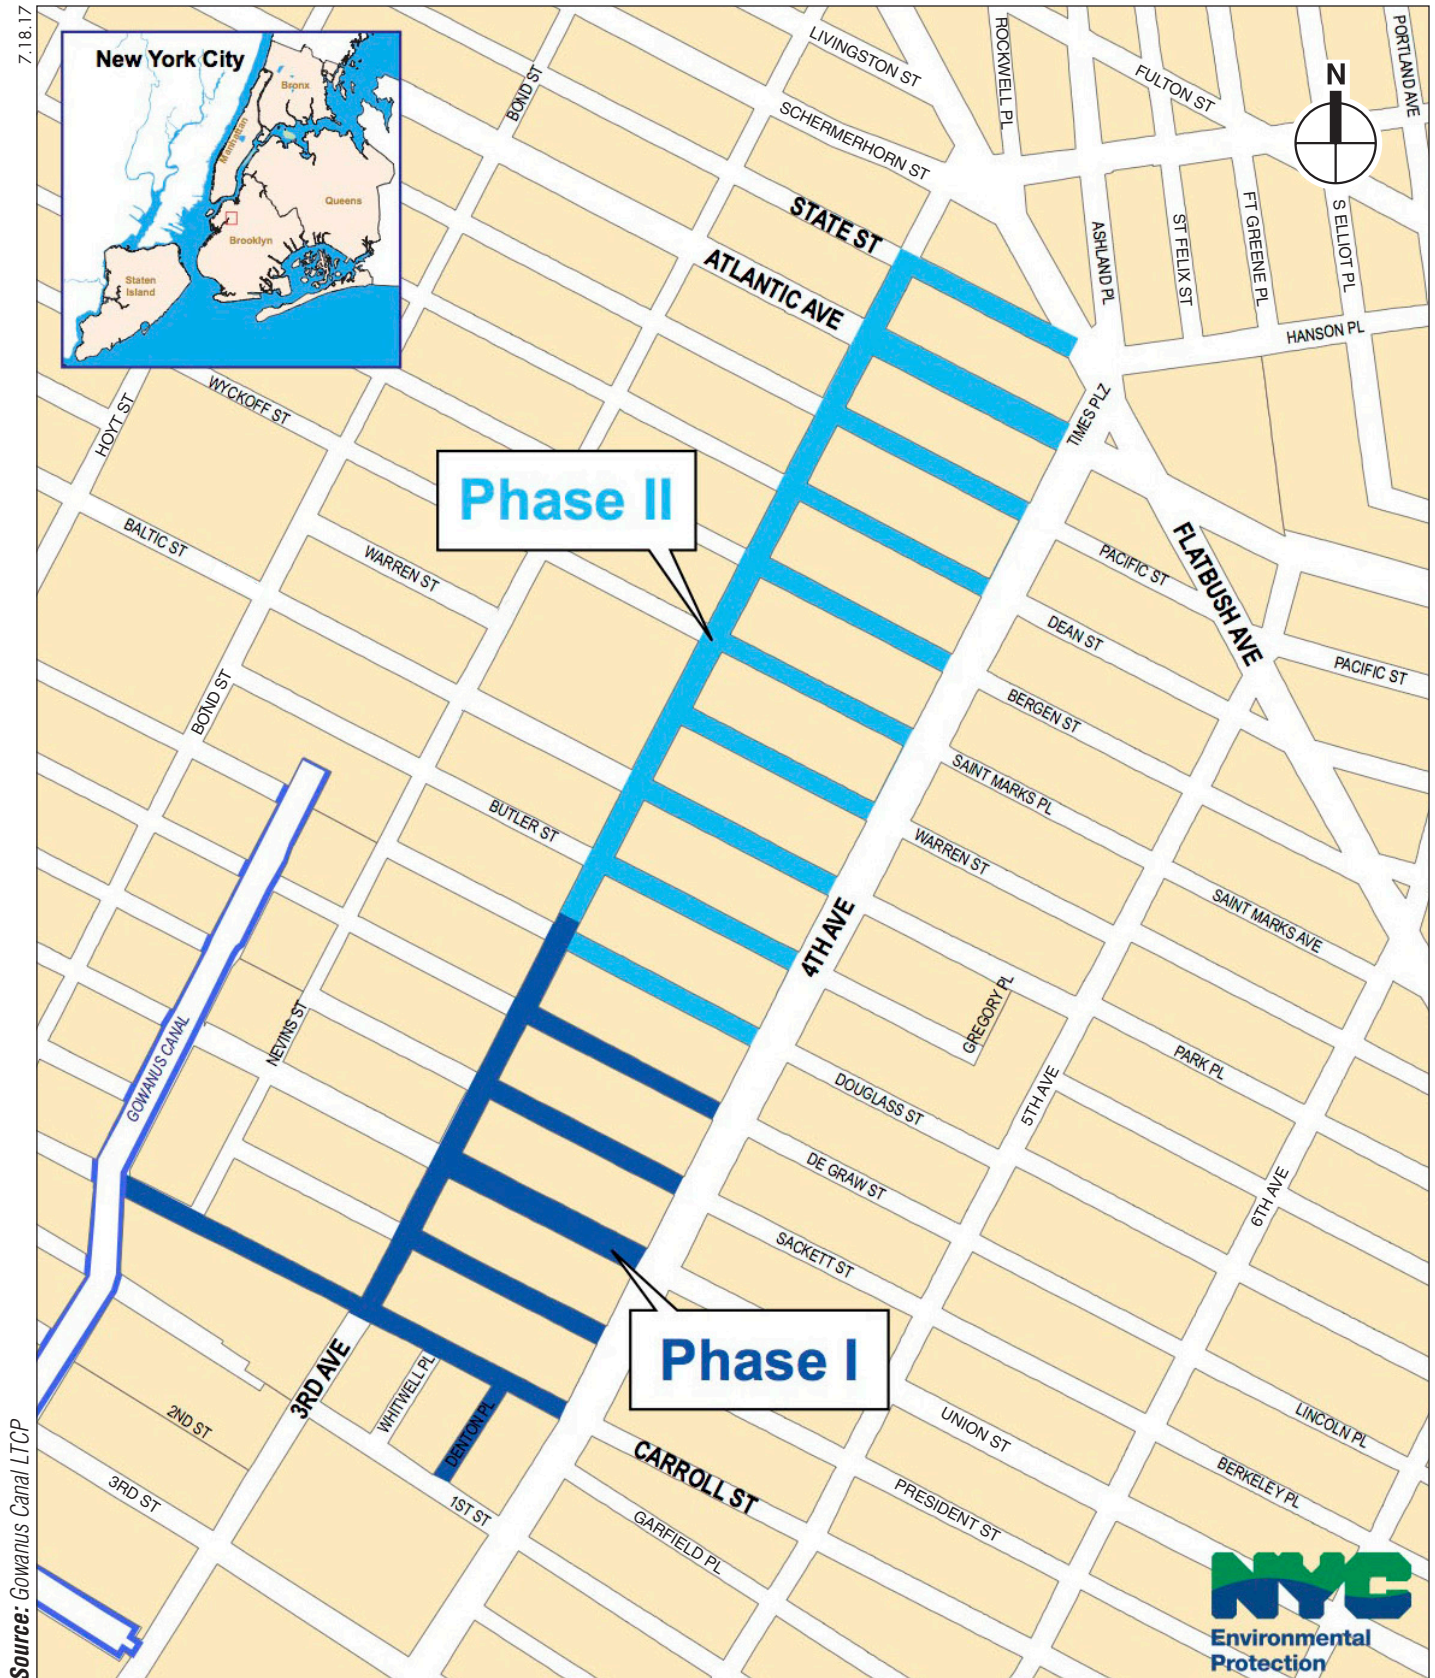 7.18.17
New York City
Bronx
Manhattan
Queens
Brooklyn
Staten
Island
N
LIVINGSTON ST
ROCKWELL PL
FULTON ST
PORTLAND AVE
BOND ST
SCHERMERHORN ST
STATE ST
ATLANTIC AVE
ASHLAND PL
ST FELIX ST
FT GREENE PL
S ELLIOT PL
HANSON PL
TIMES PLZ
HOYT ST
WYCKOFF ST
Phase II
BALTIC ST
WARREN ST
PACIFIC ST
FLATBUSH AVE
DEAN ST
PACIFIC ST
BERGEN ST
BOND ST
SAINT MARKS PL
BUTLER ST
WARREN ST
SAINT MARKS AVE
4TH AVE
GREGORY PL
NEVINS ST
GOWANUS CANAL
PARK PL
DOUGLASS ST
5TH AVE
DE GRAW ST
6TH AVE
SACKETT ST
Phase I
3RD AVE
WHITWELL PL
DENTON PL
2ND ST
UNION ST
LINCOLN PL
CARROLL ST
BERKELEY PL
3RD ST
1ST ST
PRESIDENT ST
GARFIELD PL
NYC
Environmental
Protection
Source: Gowanus Canal LTCP